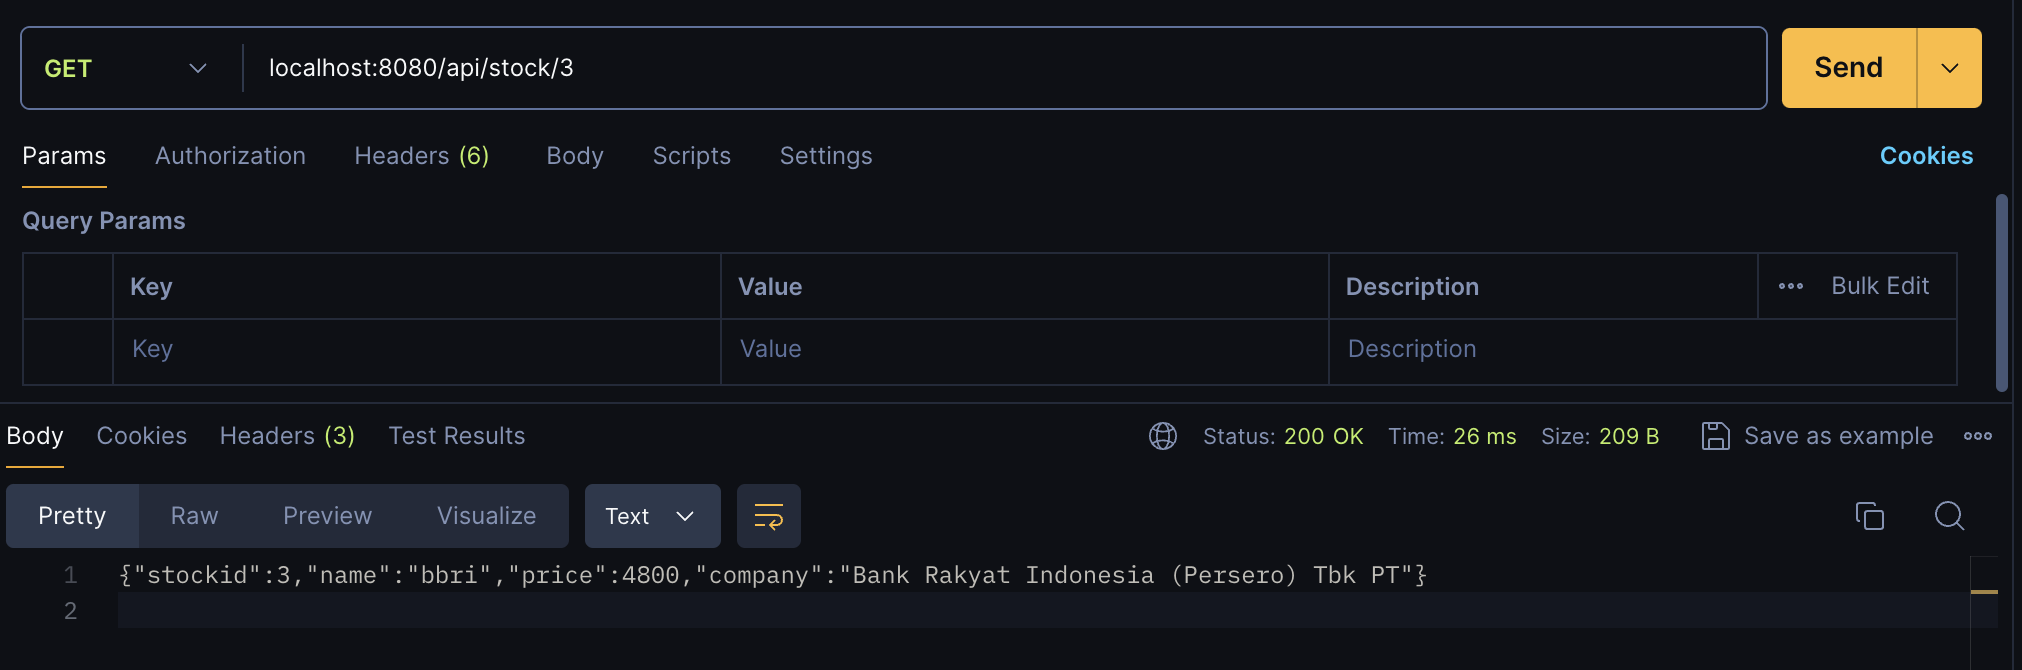 GET localhost:8080/api/stock/3 Send
Params Authorization Headers (6) Body Scripts Settings Cookies
Query Params
Key Value Description ••• Bulk Edit
Key Value Description
Body Cookies Headers (3) Test Results Status: 200 OK Time: 26 ms Size: 209 B Save as example •••
Pretty Raw Preview Visualize Text
1 {"stockid":3,"name":"bbri","price":4800,"company":"Bank Rakyat Indonesia (Persero) Tbk PT"}
2